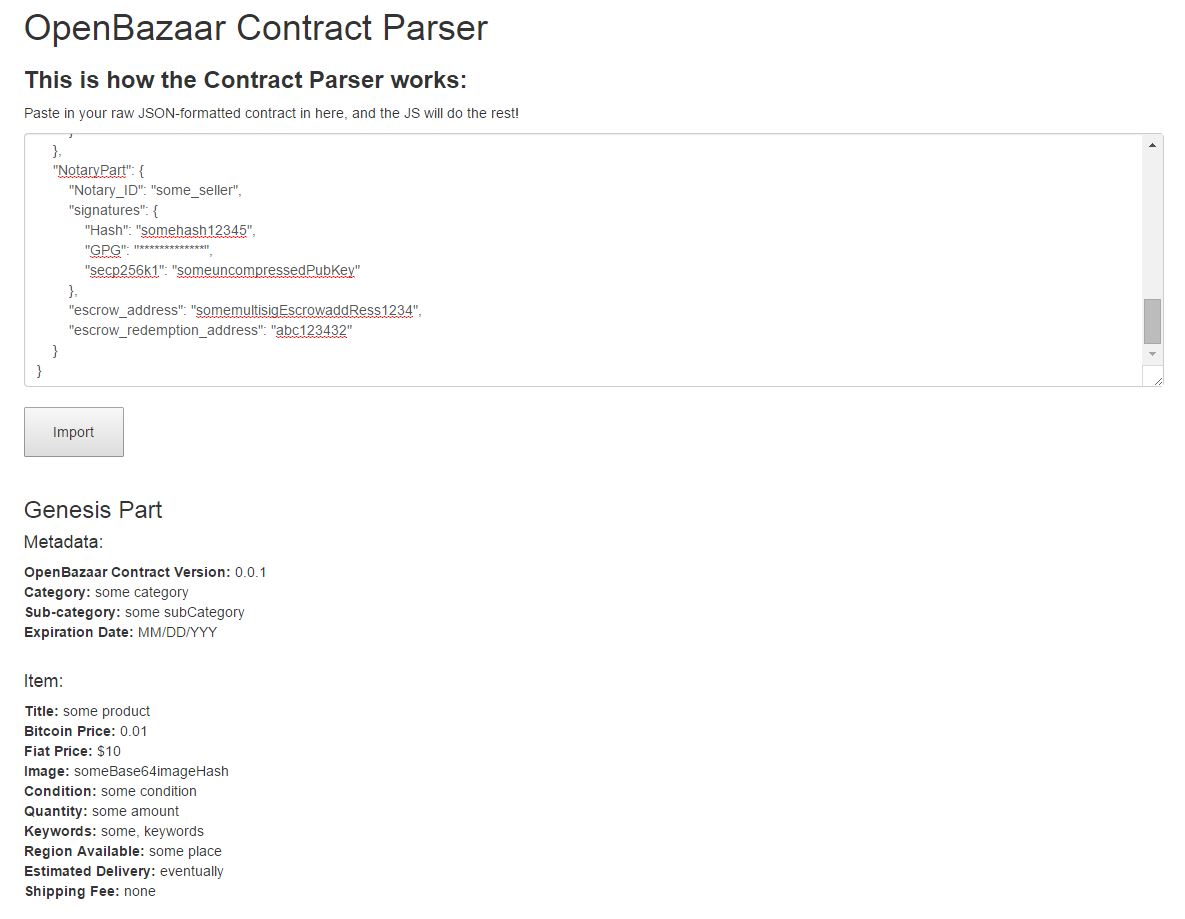 OpenBazaar Contract Parser
This is how the Contract Parser works:
Paste in your raw JSON-formatted contract in here, and the JS will do the rest!
}
},
"NotaryPart": {
"Notary_ID": "some_seller",
"signatures": {
"Hash": "somehash12345",
"GPG": "*************",
"secp256k1": "someuncompressedPubKey"
},
"escrow_address": "somemultisigEscrowaddRess1234",
"escrow_redemption_address": "abc123432"
}
}
Import
Genesis Part
Metadata:
OpenBazaar Contract Version: 0.0.1
Category: some category
Sub-category: some subCategory
Expiration Date: MM/DD/YYY
Item:
Title: some product
Bitcoin Price: 0.01
Fiat Price: $10
Image: someBase64imageHash
Condition: some condition
Quantity: some amount
Keywords: some, keywords
Region Available: some place
Estimated Delivery: eventually
Shipping Fee: none